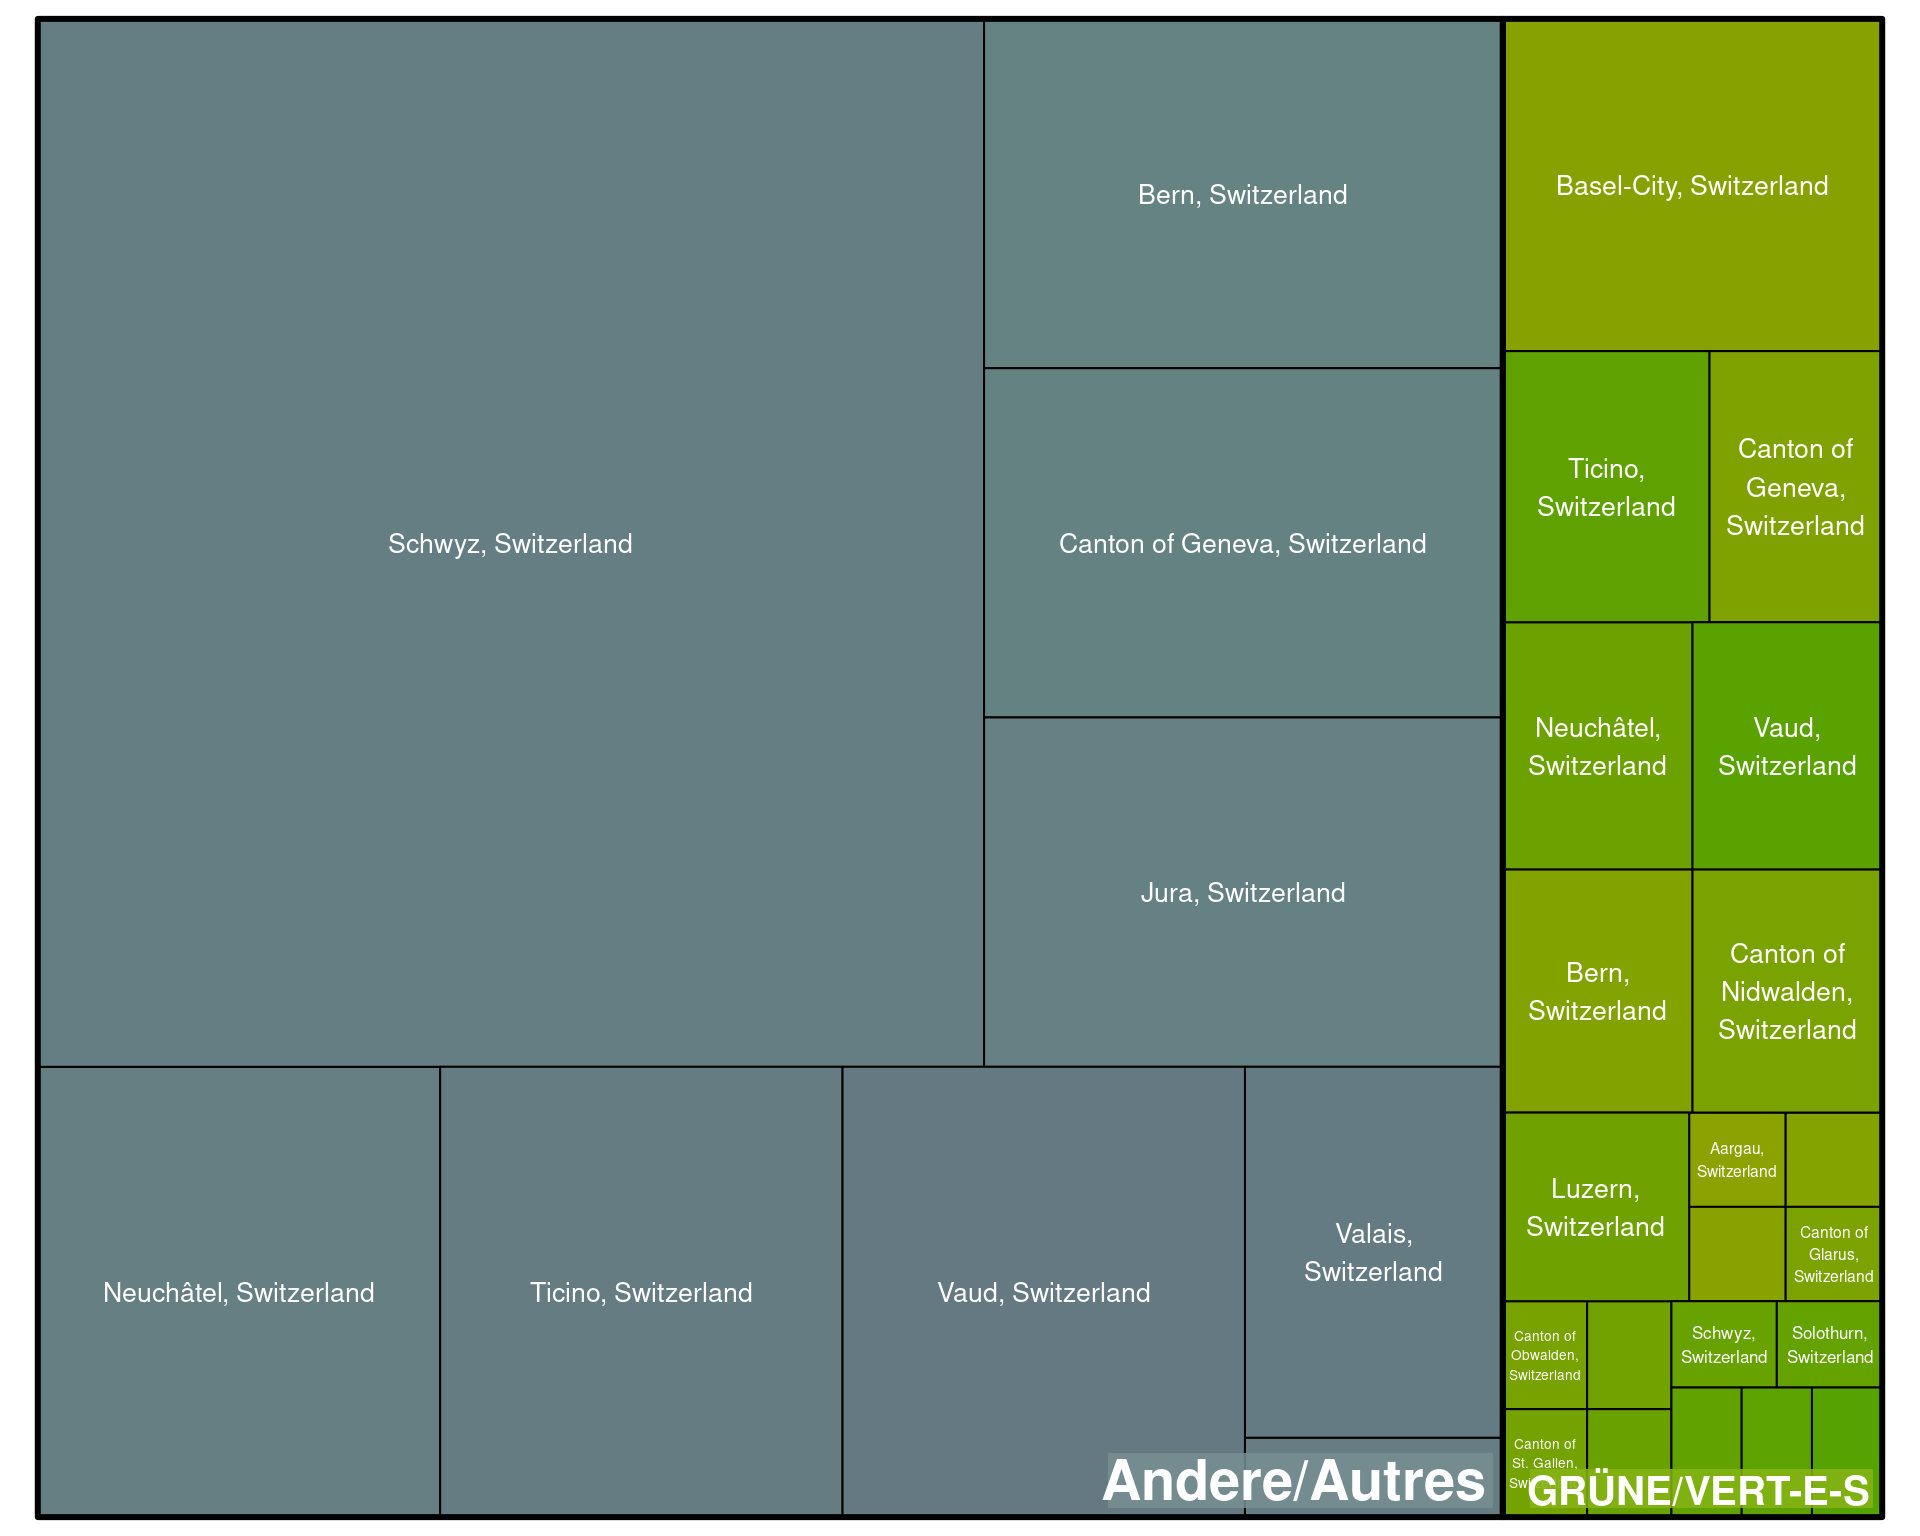 Schwyz, Switzerland
Bern, Switzerland
Canton of Geneva, Switzerland
Jura, Switzerland
Neuchâtel, Switzerland
Ticino, Switzerland
Vaud, Switzerland
Valais,
Switzerland
Andere/Autres
Basel-City, Switzerland
Ticino,
Switzerland
Canton of
Geneva,
Switzerland
Neuchâtel,
Switzerland
Vaud,
Switzerland
Bern,
Switzerland
Canton of
Nidwalden,
Switzerland
Luzern,
Switzerland
Aargau,
Switzerland
Canton of
Glarus,
Switzerland
Canton of
Obwalden,
Switzerland
Schwyz,
Switzerland
Solothurn,
Switzerland
Canton of
St. Gallen,
GRÜNE/VERT-E-S